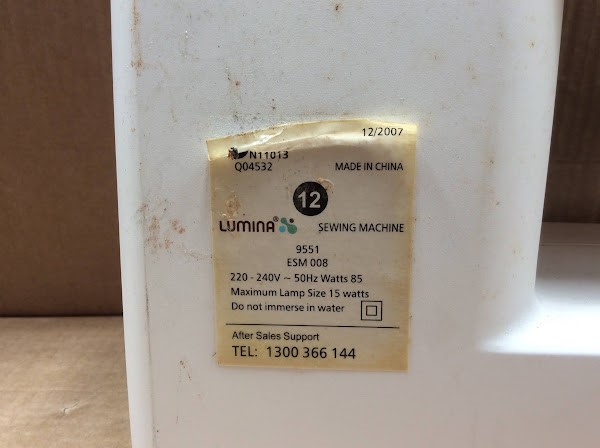 12/2007
N11013
Q04532 MADE IN CHINA
12
LUMINA® SEWING MACHINE
9551
ESM 008
220 - 240V ~ 50Hz Watts 85
Maximum Lamp Size 15 watts
Do not immerse in water
After Sales Support
TEL: 1300 366 144